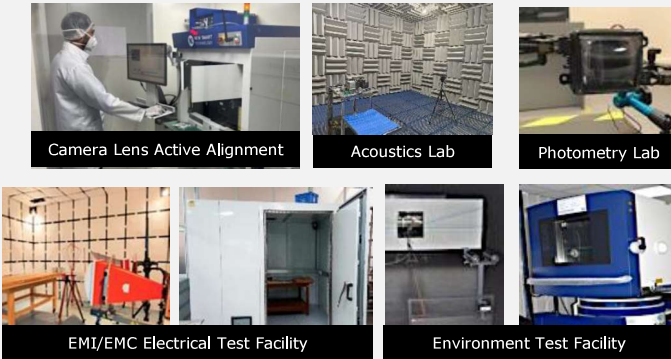 Camera Lens Active Alignment
Acoustics Lab
Photometry Lab
EMI/EMC Electrical Test Facility
Environment Test Facility